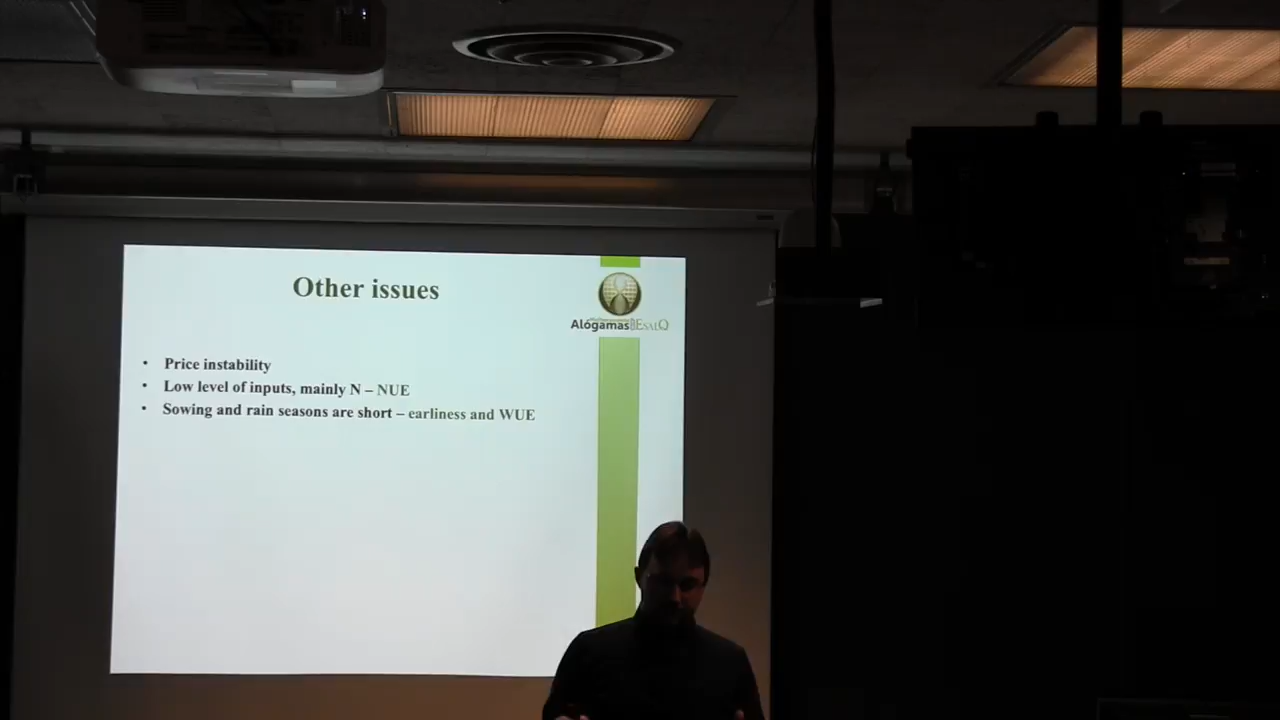 Other issues
Alogamas ESALQ
• Price instability
• Low level of inputs, mainly N – NUE
• Sowing and rain seasons are short – earliness and WUE